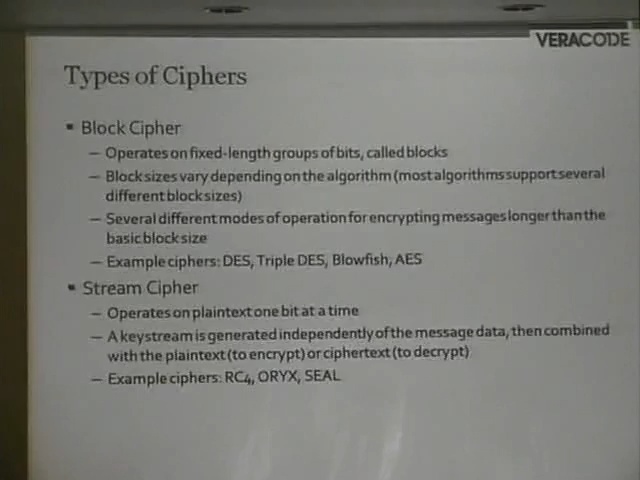 VERACODE
Types of Ciphers
▪ Block Cipher
– Operates on fixed-length groups of bits, called blocks
– Block sizes vary depending on the algorithm (most algorithms support several
different block sizes)
– Several different modes of operation for encrypting messages longer than the
basic block size
– Example ciphers: DES, Triple DES, Blowfish, AES
▪ Stream Cipher
– Operates on plaintext one bit at a time
– A keystream is generated independently of the message data, then combined
with the plaintext (to encrypt) or ciphertext (to decrypt)
– Example ciphers: RC4, ORYX, SEAL